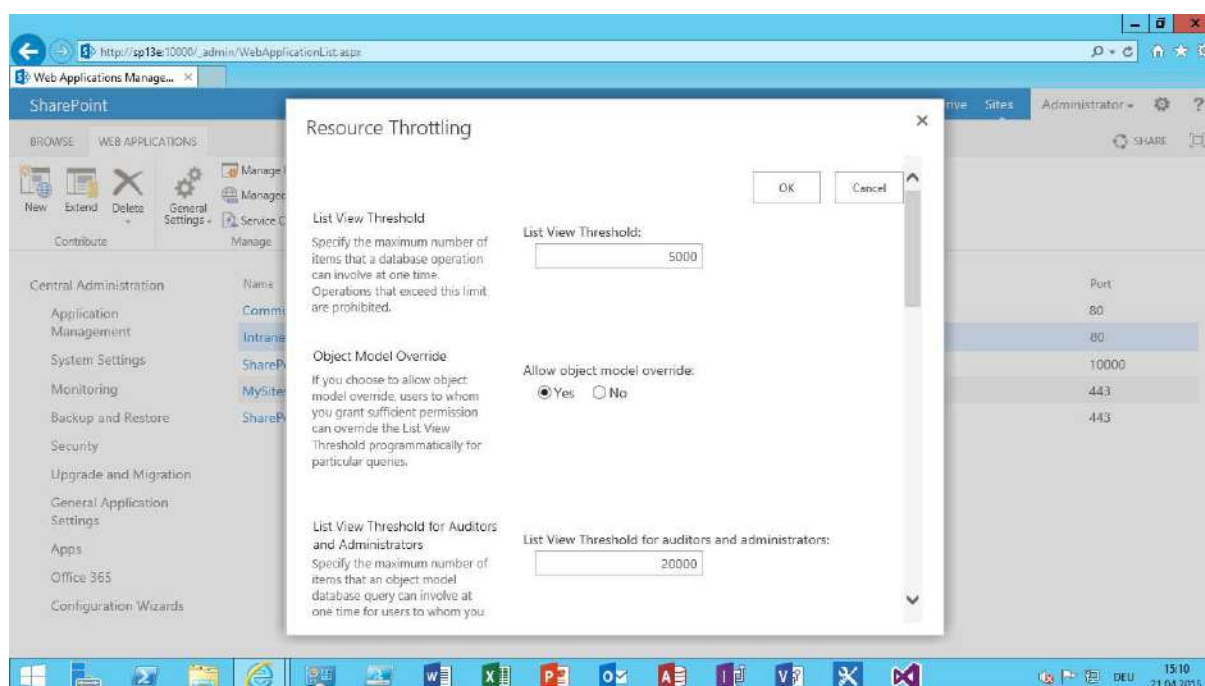 http://sp13e:10000/_admin/WebApplicationList.aspx
Web Applications Manage...
SharePoint
Sites
Administrator
?
BROWSE
WEB APPLICATIONS
SHARE
New
Extend
Delete
General
Settings
Manage
Service C
Contribute
Manage
Central Administration
Application
Management
System Settings
Monitoring
Backup and Restore
Security
Upgrade and Migration
General Application
Settings
Apps
Office 365
Configuration Wizards
Name
Port
80
80
10000
443
443
Resource Throttling
OK
Cancel
List View Threshold
Specify the maximum number of
items that a database operation
can involve at one time.
Operations that exceed this limit
are prohibited.
List View Threshold:
5000
Object Model Override
If you choose to allow object
model override, users to whom
you grant sufficient permission
can override the List View
Threshold programmatically for
particular queries.
Allow object model override:
Yes
No
List View Threshold for Auditors
and Administrators
Specify the maximum number of
items that an object model
database query can involve at
one time for users to whom you
List View Threshold for auditors and administrators:
20000
DEU
15:10
21.04.2015